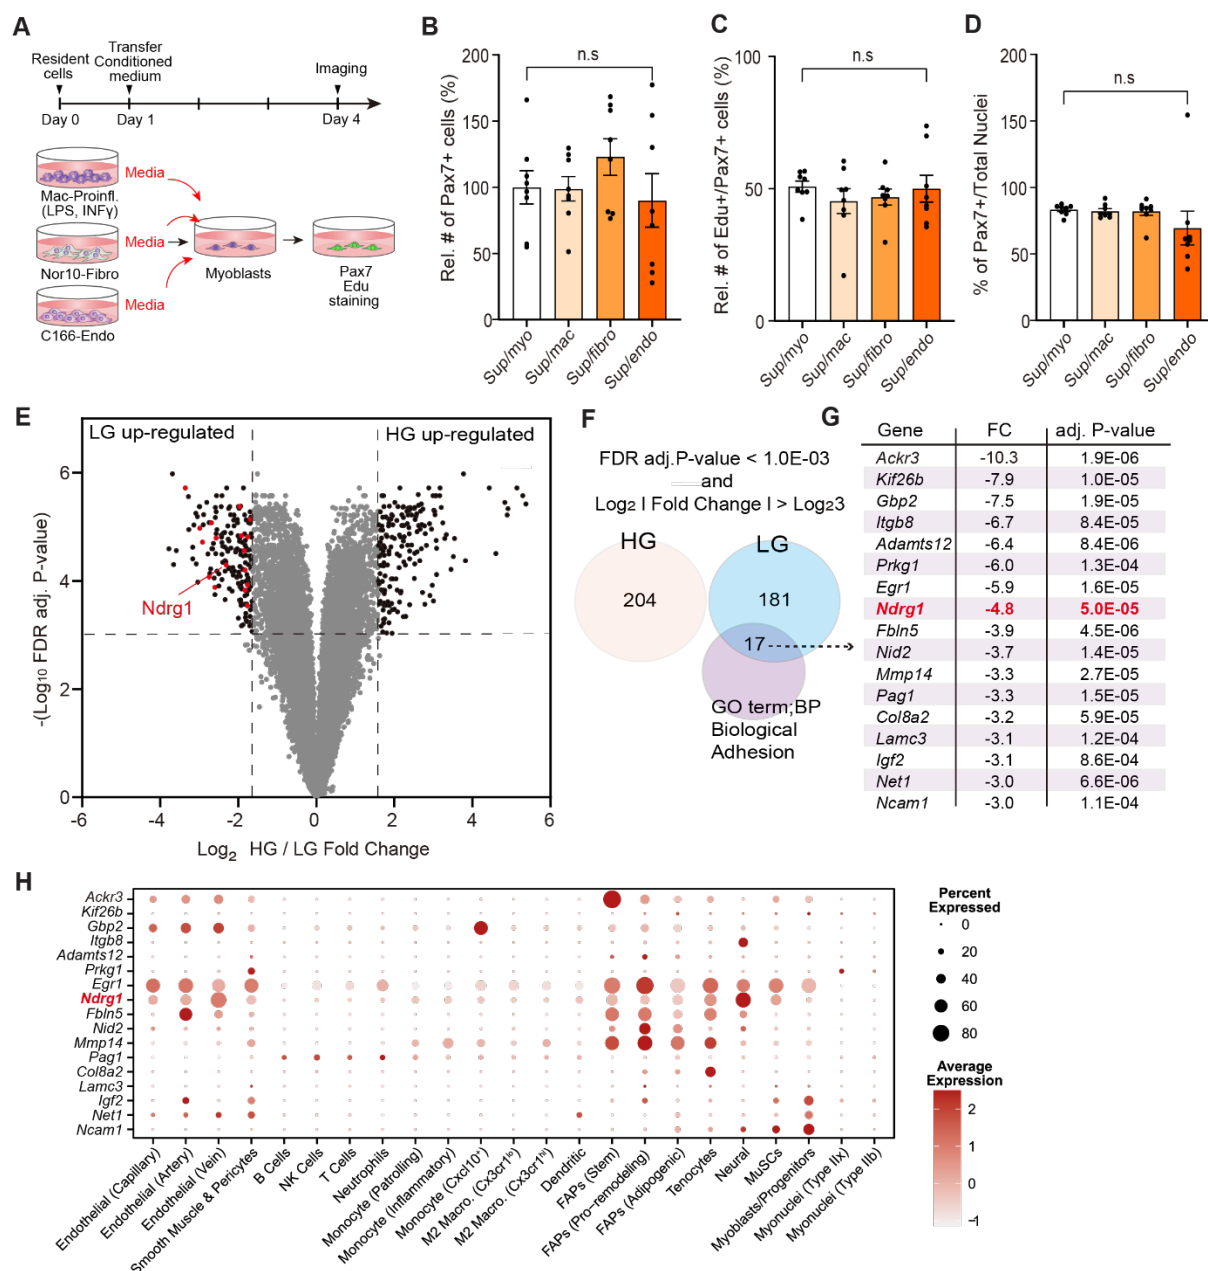 A
Resident cells
Transfer Conditioned medium
Imaging
Day 0
Day 1
Day 4
Media
Mac-Proinfl.
(LPS, INFγ)
Media
Nor10-Fibro
Media
C166-Endo
Myoblasts
Pax7
Edu
staining
B
Rel. # of Pax7+ cells (%)
200
150
100
50
0
n.s
Sup/myo
Sup/mac
Sup/fibro
Sup/endo
C
Rel. # of Edu+/Pax7+ cells (%)
100
50
0
n.s
Sup/myo
Sup/mac
Sup/fibro
Sup/endo
D
% of Pax7+/Total Nuclei
200
150
100
50
0
n.s
Sup/myo
Sup/mac
Sup/fibro
Sup/endo
E
LG up-regulated
HG up-regulated
-(Log₁₀ FDR adj. P-value)
6
4
2
0
Ndrg1
-6 -4 -2 0 2 4 6
Log₂ HG / LG Fold Change
F
FDR adj.P-value < 1.0E-03
and
Log₂ | Fold Change | > Log₂3
HG
LG
204
181
17
GO term;BP
Biological
Adhesion
G
Gene FC adj. P-value
Ackr3 -10.3 1.9E-06
Kif26b -7.9 1.0E-05
Gbp2 -7.5 1.9E-05
Itgb8 -6.7 8.4E-05
Adamts12 -6.4 8.4E-06
Prkg1 -6.0 1.3E-04
Egr1 -5.9 1.6E-05
Ndrg1 -4.8 5.0E-05
Fbln5 -3.9 4.5E-06
Nid2 -3.7 1.4E-05
Mmp14 -3.3 2.7E-05
Pag1 -3.3 1.5E-05
Col8a2 -3.2 5.9E-05
Lamc3 -3.1 1.2E-04
Igf2 -3.1 8.6E-04
Net1 -3.0 6.6E-06
Ncam1 -3.0 1.1E-04
H
Ackr3
Kif26b
Gbp2
Itgb8
Adamts12
Prkg1
Egr1
Ndrg1
Fbln5
Nid2
Mmp14
Pag1
Col8a2
Lamc3
Igf2
Net1
Ncam1
Endothelial (Capillary)
Endothelial (Artery)
Endothelial (Vein)
Smooth Muscle & Pericytes
B Cells
NK Cells
T Cells
Neutrophils
Monocyte (Patrolling)
Monocyte (Inflammatory)
Monocyte (Cxcl10⁺)
M2 Macro. (Cx3cr1ˡᵒ)
M2 Macro. (Cx3cr1ʰⁱ)
Dendritic
FAPs (Stem)
FAPs (Pro-remodeling)
FAPs (Adipogenic)
Tenocytes
Neural
MuSCs
Myoblasts/Progenitors
Myonuclei (Type IIx)
Myonuclei (Type IIb)
Percent
Expressed
0
20
40
60
80
Average
Expression
2
1
0
−1